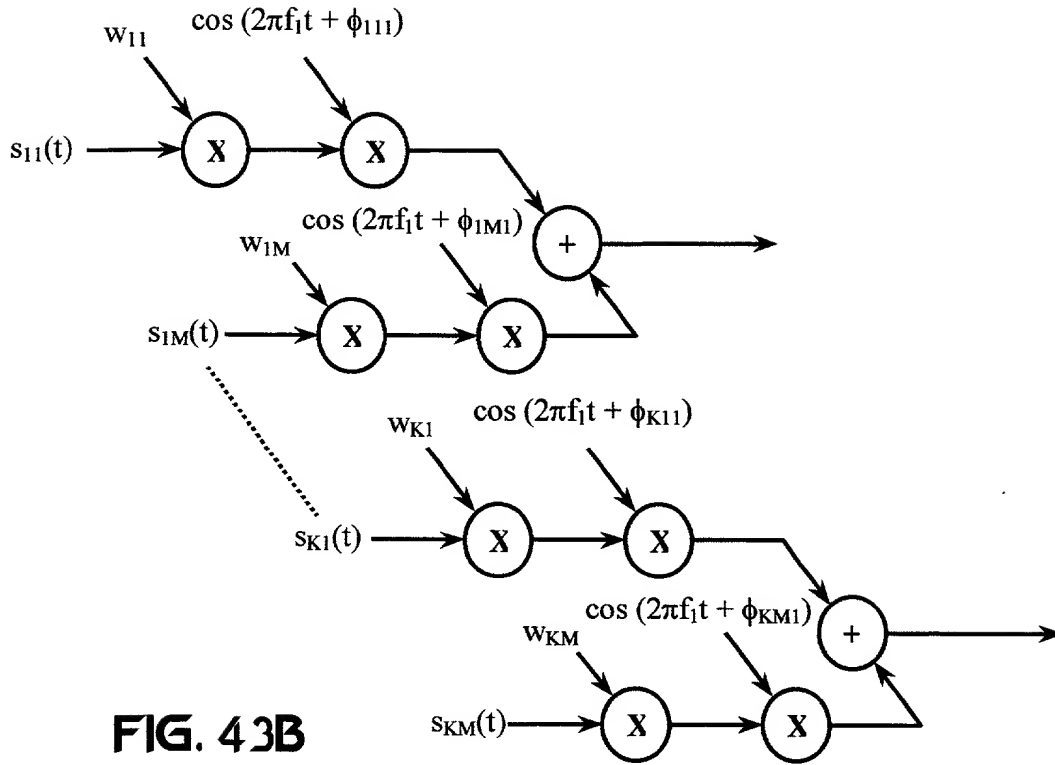 cos (2πf₁t + ϕ₁₁₁)
w₁₁
s₁₁(t)
X
X
cos (2πf₁t + ϕ₁M₁)
w₁M
+
s₁M(t)
X
X
cos (2πf₁t + ϕK₁₁)
wK₁
sK₁(t)
X
X
cos (2πf₁t + ϕKM₁)
wKM
+
sKM(t)
X
X
FIG. 43B